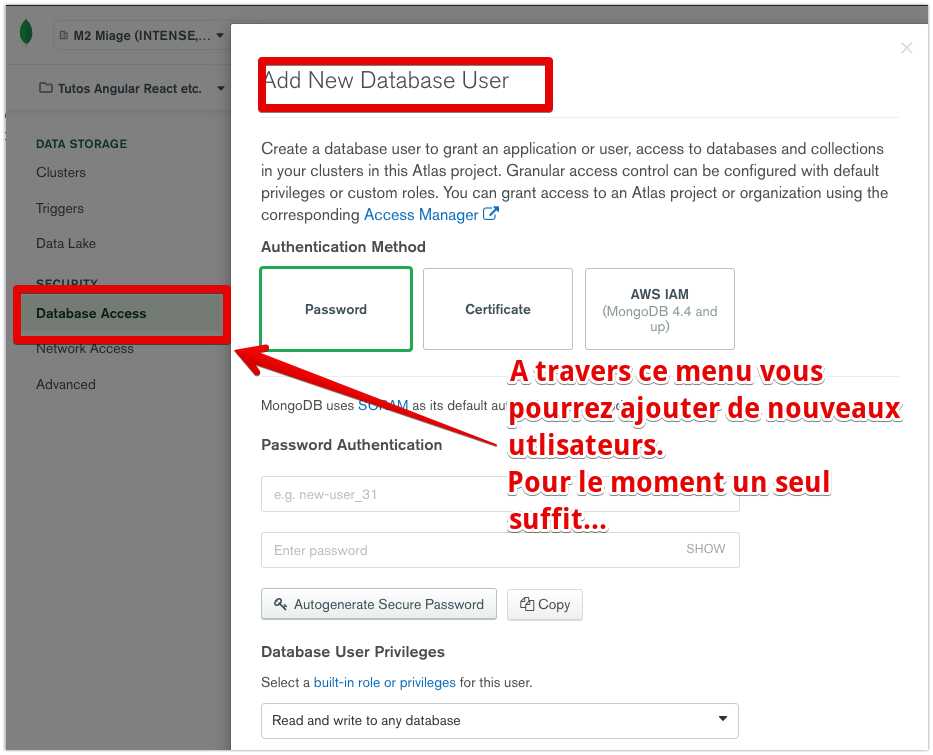 M2 Miage (INTENSE,...
Tutos Angular React etc.
DATA STORAGE
Clusters
Triggers
Data Lake
SECURITY
Database Access
Network Access
Advanced
Add New Database User
Create a database user to grant an application or user, access to databases and collections
in your clusters in this Atlas project. Granular access control can be configured with default
privileges or custom roles. You can grant access to an Atlas project or organization using the
corresponding Access Manager
Authentication Method
Password
Certificate
AWS IAM
(MongoDB 4.4 and
up)
A travers ce menu vous
pourrez ajouter de nouveaux
utlisateurs.
Pour le moment un seul
suffit...
MongoDB uses SCRAM as its default
Password Authentication
e.g. new-user_31
Enter password
SHOW
Autogenerate Secure Password
Copy
Database User Privileges
Select a built-in role or privileges for this user.
Read and write to any database